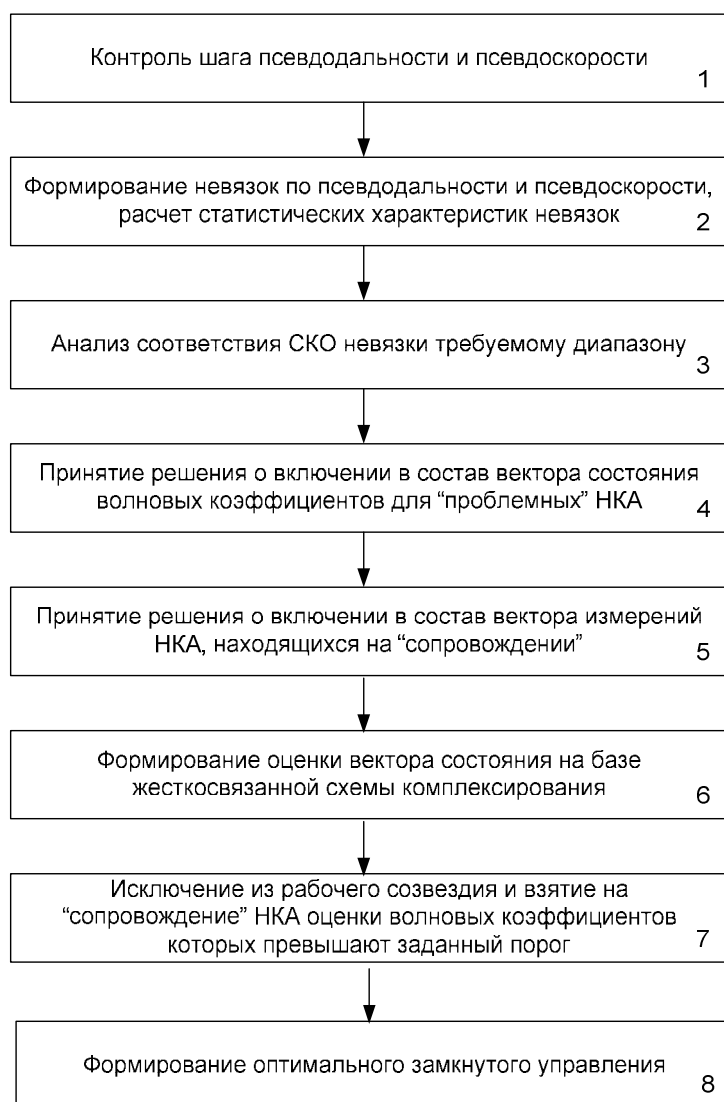 Контроль шага псевдодальности и псевдоскорости
1
Формирование невязок по псевдодальности и псевдоскорости,
расчет статистических характеристик невязок
2
Анализ соответствия СКО невязки требуемому диапазону
3
Принятие решения о включении в состав вектора состояния
волновых коэффициентов для “проблемных” НКА
4
Принятие решения о включении в состав вектора измерений
НКА, находящихся на “сопровождении”
5
Формирование оценки вектора состояния на базе
жесткосвязанной схемы комплексирования
6
Исключение из рабочего созвездия и взятие на
“сопровождение” НКА оценки волновых коэффициентов
которых превышают заданный порог
7
Формирование оптимального замкнутого управления
8